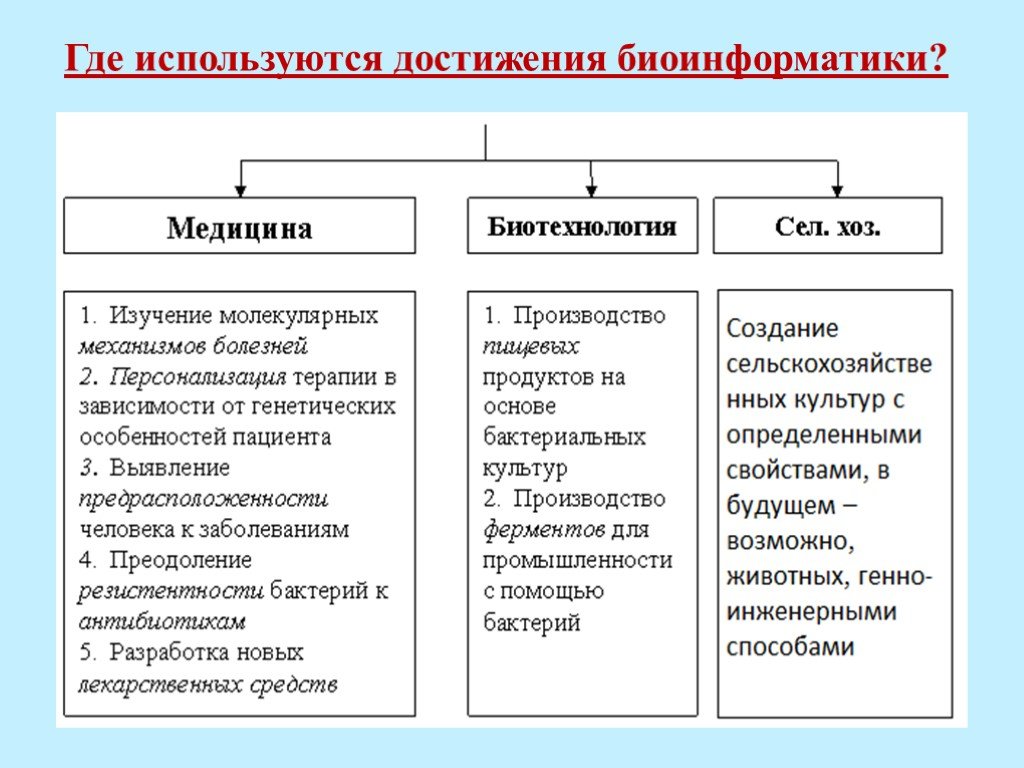 Где используются достижения биоинформатики?
Медицина
Биотехнология
Сел. хоз.
1. Изучение молекулярных
механизмов болезней
2. Персонализация терапии в
зависимости от генетических
особенностей пациента
3. Выявление
предрасположенности
человека к заболеваниям
4. Преодоление
резистентности бактерий к
антибиотикам
5. Разработка новых
лекарственных средств
1. Производство
пищевых
продуктов на
основе
бактериальных
культур
2. Производство
ферментов для
промышленности
с помощью
бактерий
Создание
сельскохозяйстве
нных культур с
определенными
свойствами, в
будущем –
возможно,
животных, генно-
инженерными
способами